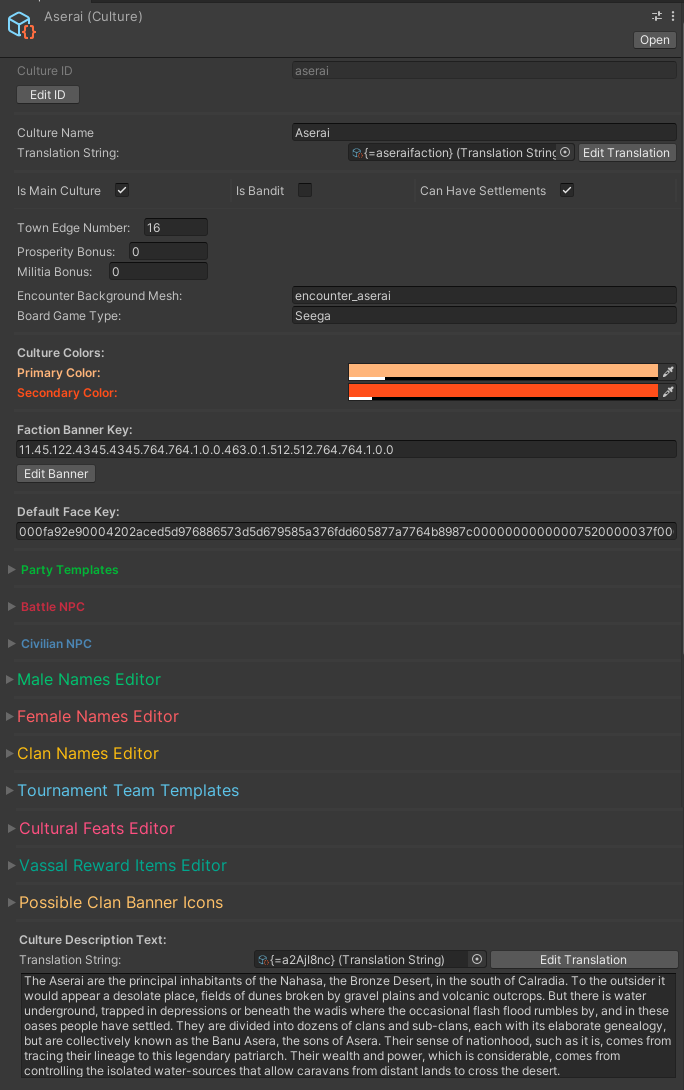 Aserai (Culture)
Open
Culture ID
aserai
Edit ID
Culture Name
Aserai
Translation String:
{=aseraifaction} (Translation String
Edit Translation
Is Main Culture
Is Bandit
Can Have Settlements
Town Edge Number:
16
Prosperity Bonus:
0
Militia Bonus:
0
Encounter Background Mesh:
encounter_aserai
Board Game Type:
Seega
Culture Colors:
Primary Color:
Secondary Color:
Faction Banner Key:
11.45.122.4345.4345.764.764.1.0.0.463.0.1.512.512.764.764.1.0.0
Edit Banner
Default Face Key:
000fa92e90004202aced5d976886573d5d679585a376fdd605877a7764b8987c00000000000007520000037f00
Party Templates
Battle NPC
Civilian NPC
Male Names Editor
Female Names Editor
Clan Names Editor
Tournament Team Templates
Cultural Feats Editor
Vassal Reward Items Editor
Possible Clan Banner Icons
Culture Description Text:
Translation String:
{=a2AjI8nc} (Translation String)
Edit Translation
The Aserai are the principal inhabitants of the Nahasa, the Bronze Desert, in the south of Calradia. To the outsider it
would appear a desolate place, fields of dunes broken by gravel plains and volcanic outcrops. But there is water
underground, trapped in depressions or beneath the wadis where the occasional flash flood rumbles by, and in these
oases people have settled. They are divided into dozens of clans and sub-clans, each with its elaborate genealogy,
but are collectively known as the Banu Asera, the sons of Asera. Their sense of nationhood, such as it is, comes from
tracing their lineage to this legendary patriarch. Their wealth and power, which is considerable, comes from
controlling the isolated water-sources that allow caravans from distant lands to cross the desert.